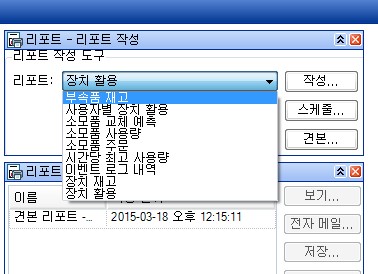 리포트 - 리포트 작성
리포트 작성 도구
리포트: 장치 활용 작성...
부속품 재고
사용자별 장치 활용
소모품 교체 예측
소모품 사용량
소모품 주문
시간당 최고 사용량
이벤트 로그 내역
장치 재고
장치 활용
스케줄...
견본...
리포트
이름
견본 리포트 -... 2015-03-18 오후 12:15:11
보기...
전자 메일...
저장...